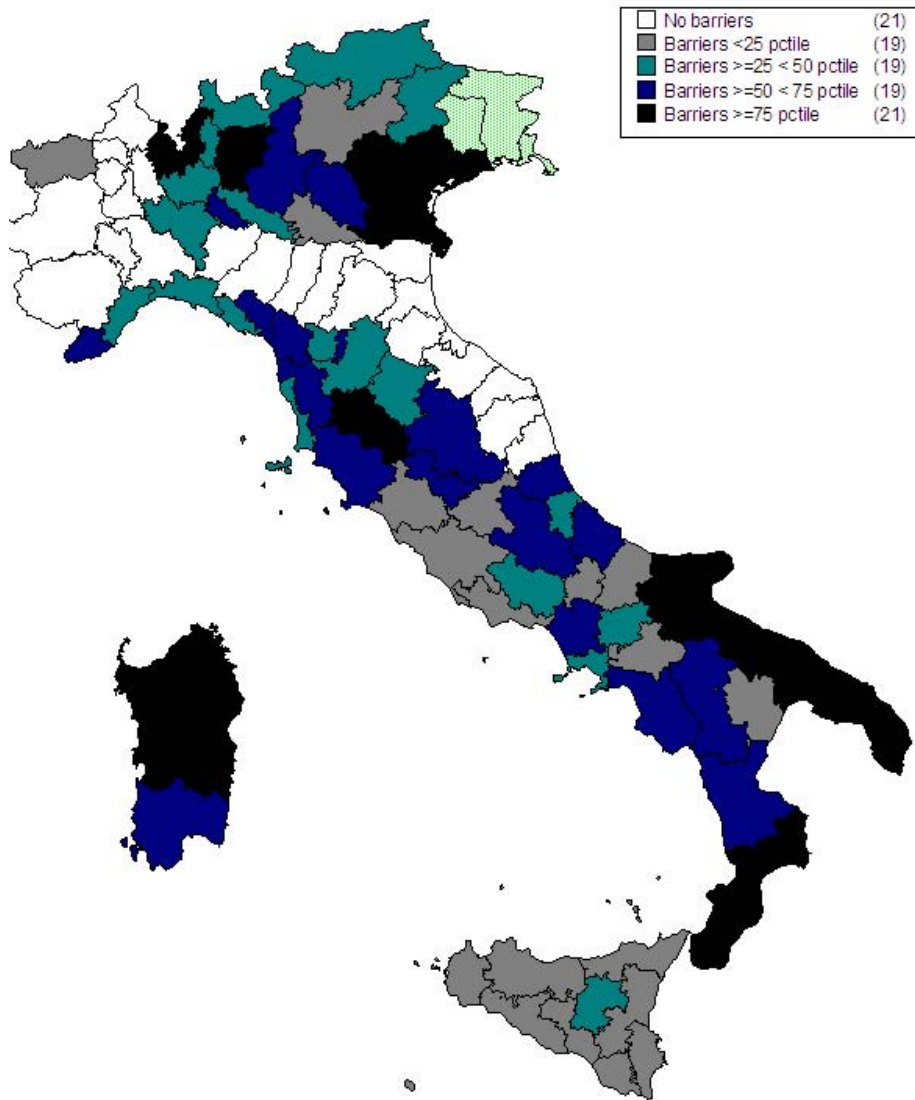 No barriers (21)
Barriers <25 pctile (19)
Barriers >=25 < 50 pctile (19)
Barriers >=50 < 75 pctile (19)
Barriers >=75 pctile (21)